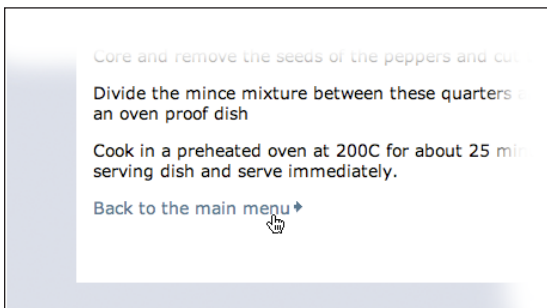 Core and remove the seeds of the peppers and cut
Divide the mince mixture between these quarters
an oven proof dish
Cook in a preheated oven at 200C for about 25
serving dish and serve immediately.
Back to the main menu